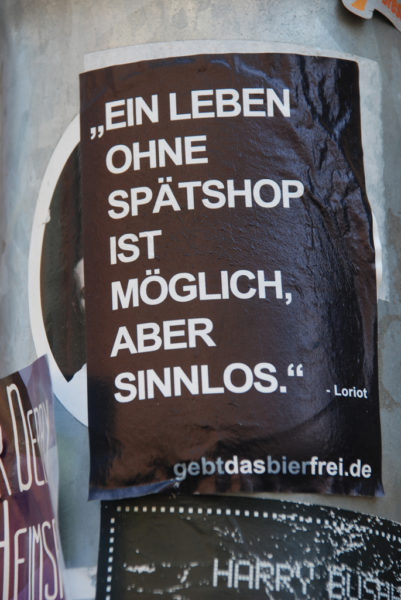 „EIN LEBEN
OHNE
SPÄTSHOP
IST
MÖGLICH,
ABER
SINNLOS.“
- Loriot
gebtdasbierfrei.de
HARRY